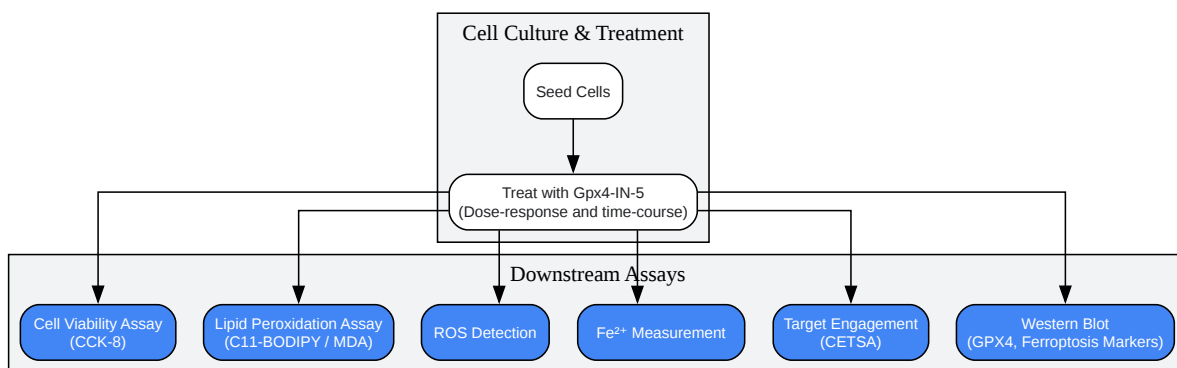 Cell Culture & Treatment
Seed Cells
Treat with Gpx4-IN-5
(Dose-response and time-course)
Downstream Assays
Cell Viability Assay
(CCK-8)
Lipid Peroxidation Assay
(C11-BODIPY / MDA)
ROS Detection
Fe²⁺ Measurement
Target Engagement
(CETSA)
Western Blot
(GPX4, Ferroptosis Markers)